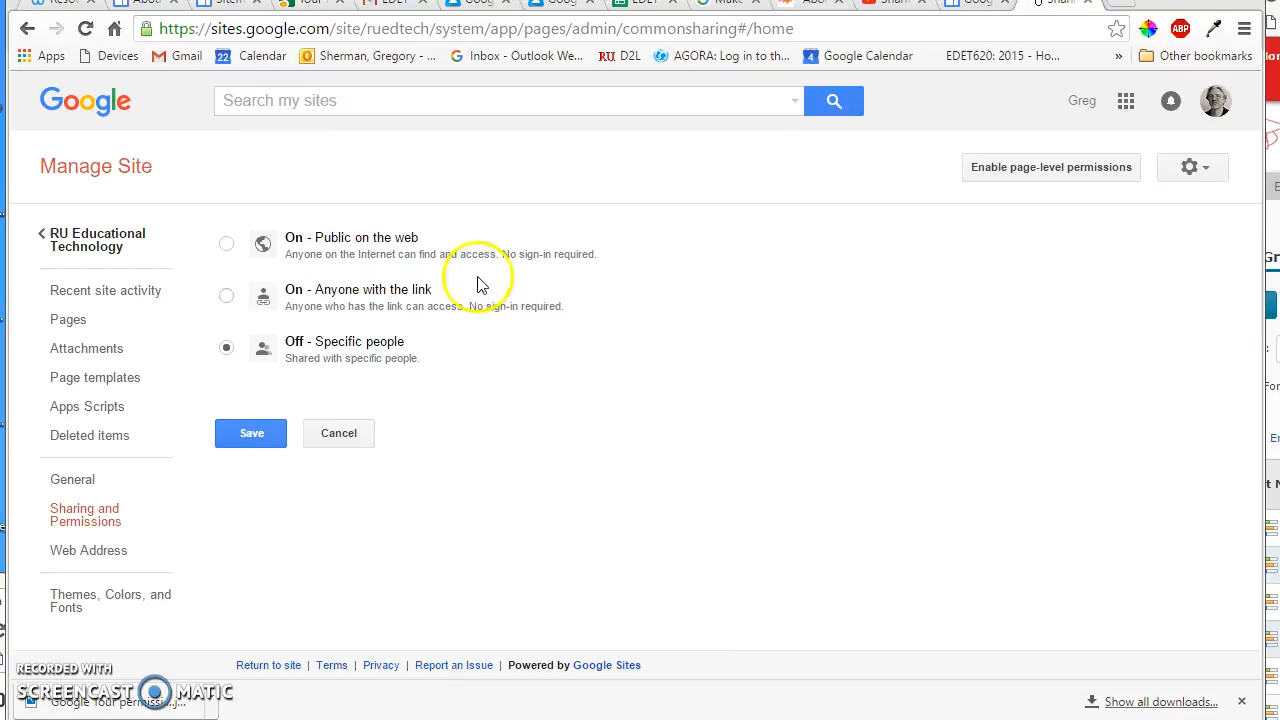 https://sites.google.com/site/ruedtech/system/app/pages/admin/commonsharing#/home
ABP
Apps Devices Gmail 22 Calendar Sherman, Gregory - ... Inbox - Outlook Vie... RU D2L AGORA: Log in to th... 4 Google Calendar EDET620: 2015 - Ho... » Other bookmarks
Google
Search my sites
Greg
Manage Site
Enable page-level permissions
RU Educational
Technology
Recent site activity
Pages
Attachments
Page templates
Apps Scripts
Deleted items
General
Sharing and
Permissions
Web Address
Themes, Colors, and
Fonts
On - Public on the web
Anyone on the Internet can find and access. No sign-in required.
On - Anyone with the link
Anyone who has the link can access. No sign-in required.
Off - Specific people
Shared with specific people.
Save Cancel
Return to site | Terms | Privacy | Report an Issue | Powered by Google Sites
RECORDED WITH
SCREENCAST MATIC
Show all downloads...